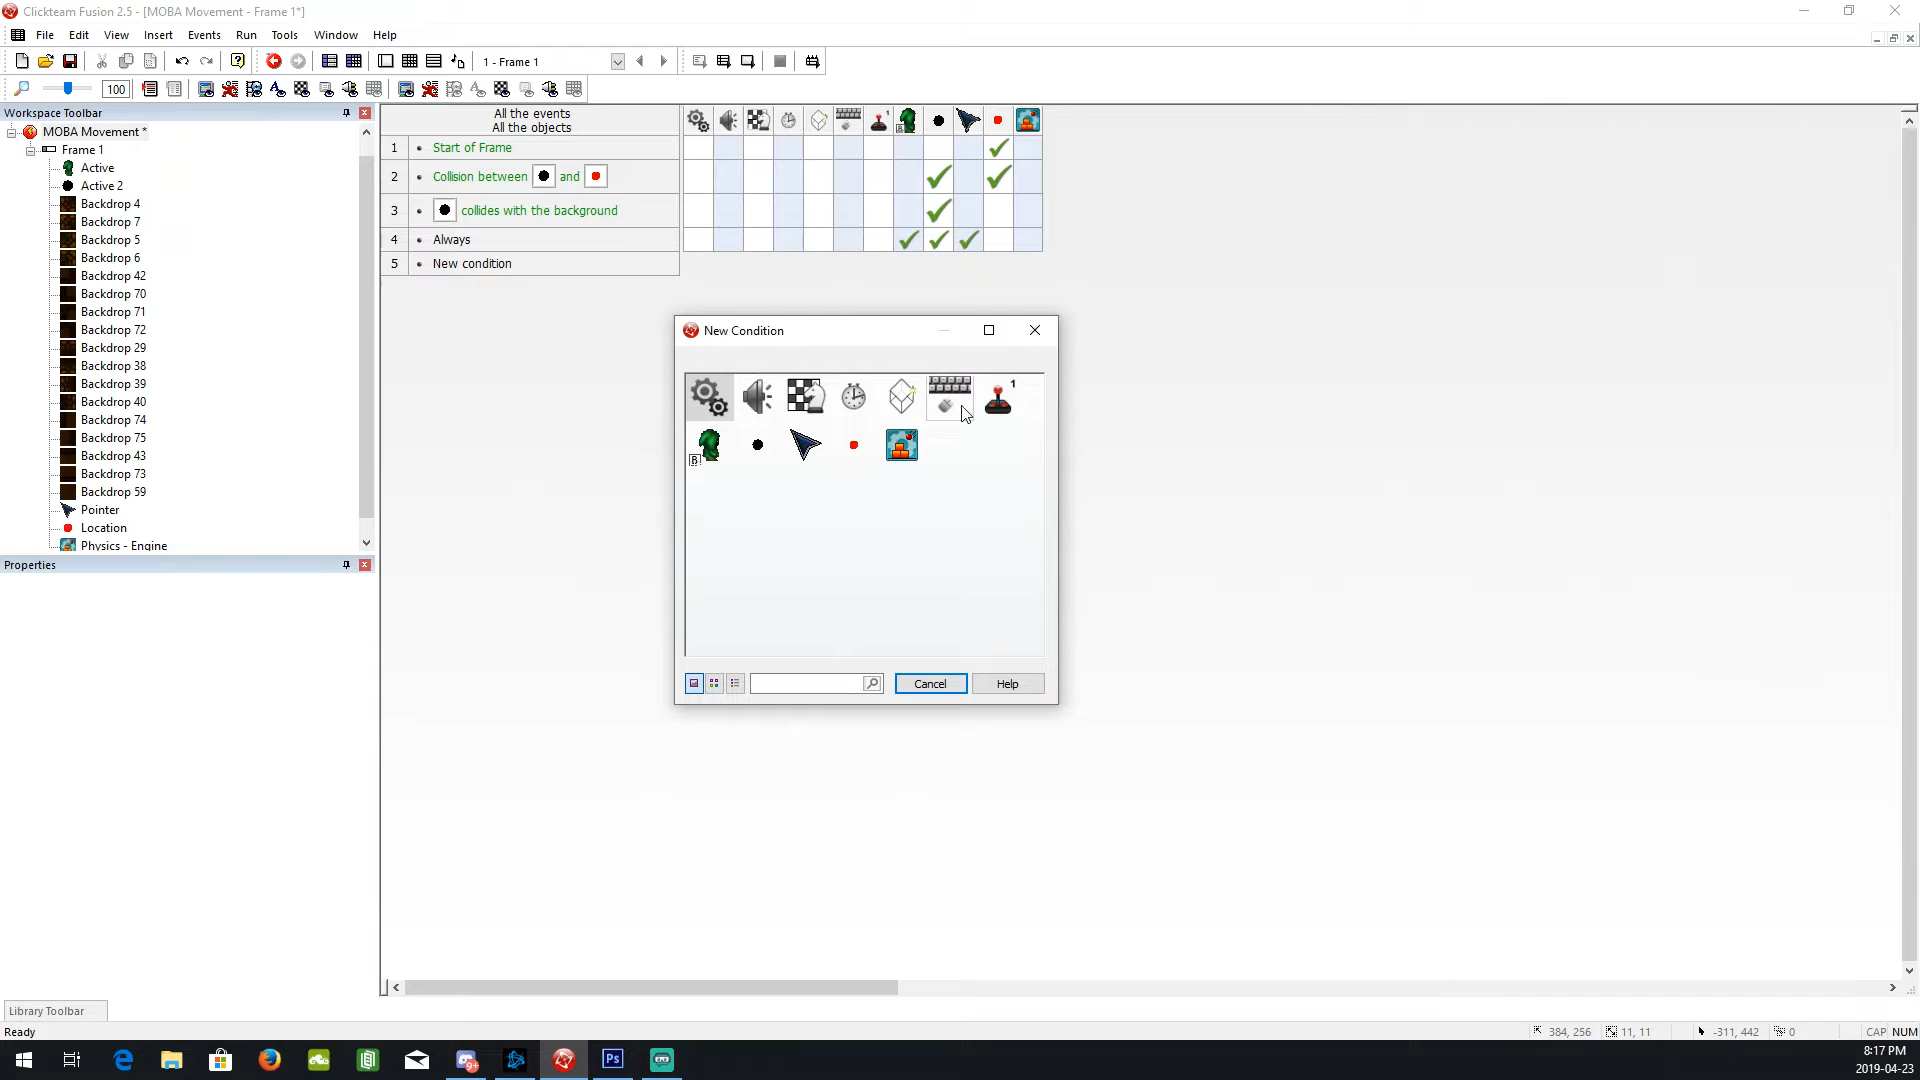 Clickteam Fusion 2.5 - [MOBA Movement - Frame 1*]
File Edit View Insert Events Run Tools Window Help
1 - Frame 1
100
Workspace Toolbar
MOBA Movement *
Frame 1
Active
Active 2
Backdrop 4
Backdrop 7
Backdrop 5
Backdrop 6
Backdrop 42
Backdrop 70
Backdrop 71
Backdrop 72
Backdrop 29
Backdrop 38
Backdrop 39
Backdrop 40
Backdrop 74
Backdrop 75
Backdrop 43
Backdrop 73
Backdrop 59
Pointer
Location
Physics - Engine
Properties
All the events
All the objects
1
B
1 • Start of Frame
2 • Collision between and
3 • collides with the background
4 • Always
5 • New condition
New Condition
1
B
Cancel Help
Library Toolbar
Ready 384, 256 11, 11 -311, 442 0 CAP NUM
9+
Ps
8:17 PM
2019-04-23